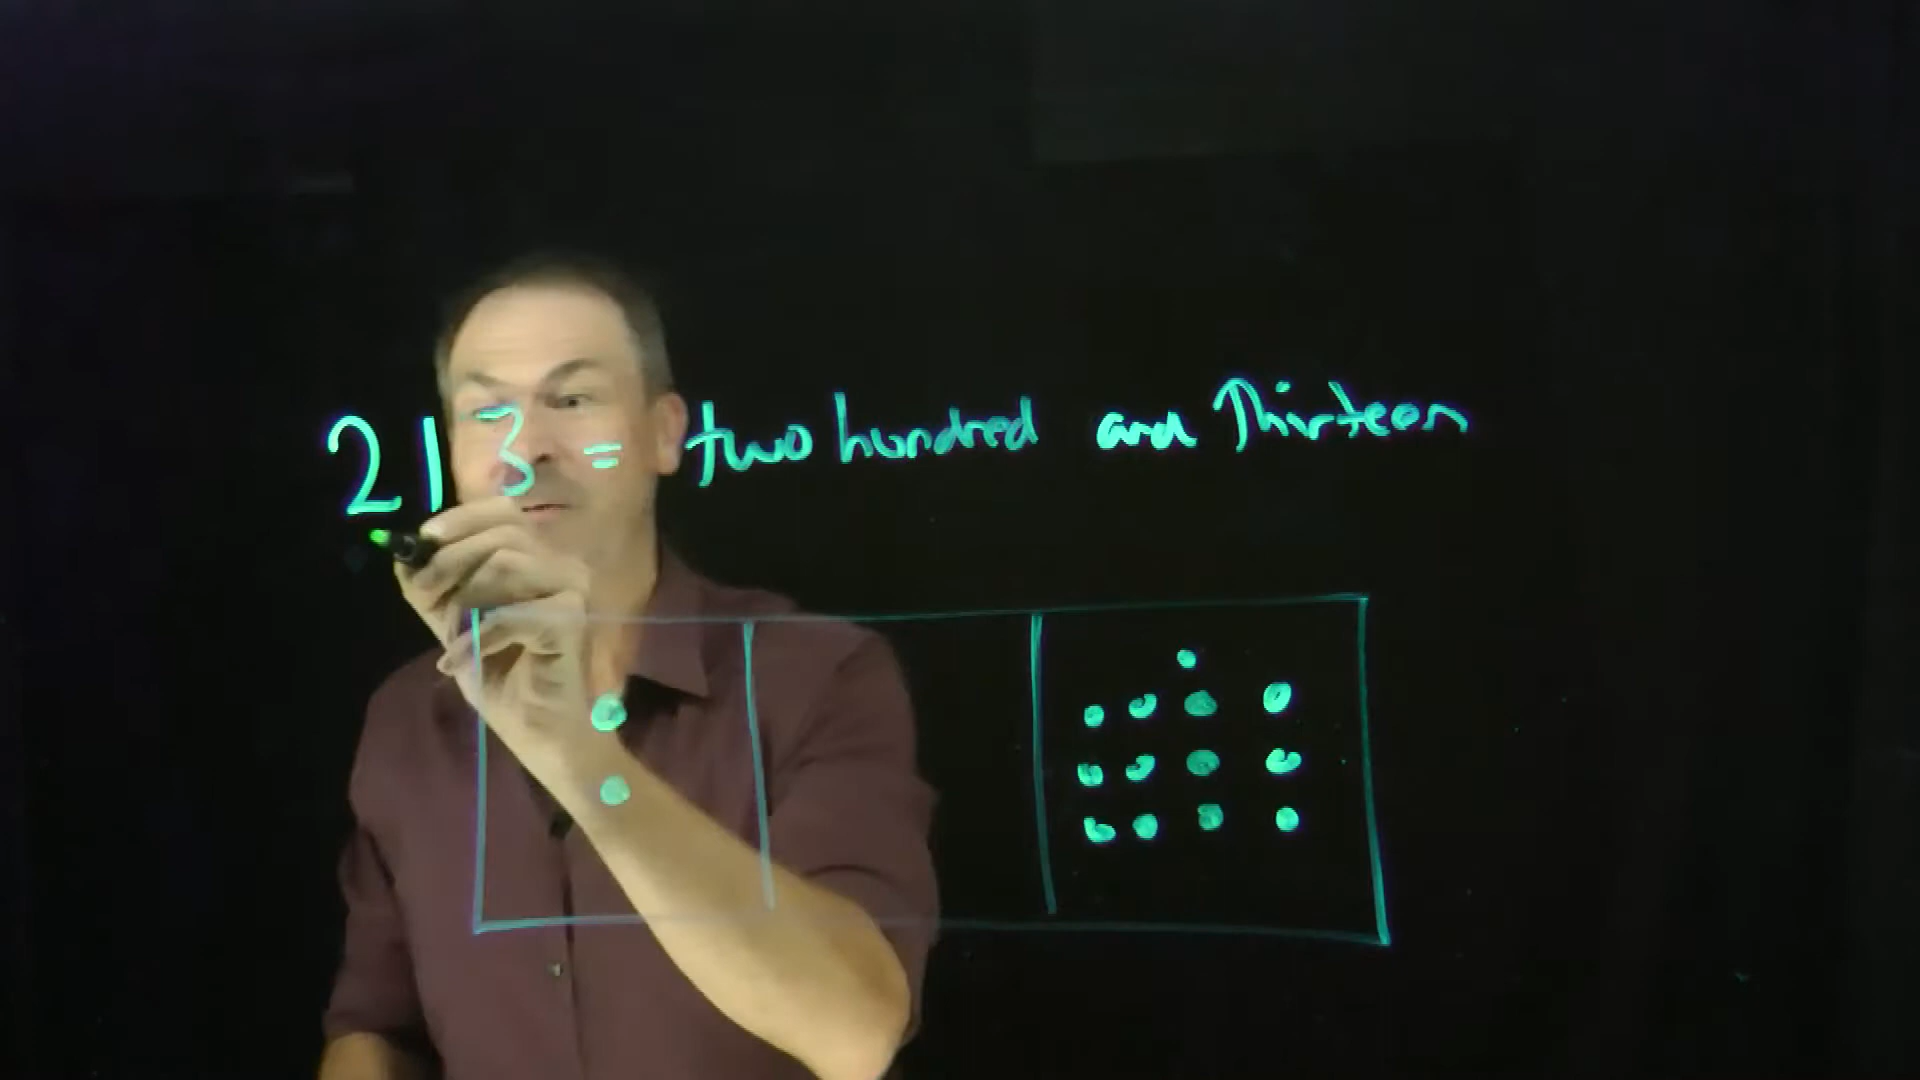 213 = two hundred and Thirteen